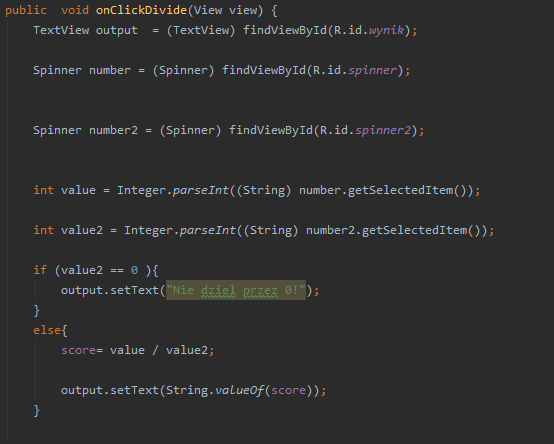 public  void onClickDivide(View view) {
    TextView output  = (TextView) findViewById(R.id.wynik);
    Spinner number = (Spinner) findViewById(R.id.spinner);
    Spinner number2 = (Spinner) findViewById(R.id.spinner2);
    int value = Integer.parseInt((String) number.getSelectedItem());
    int value2 = Integer.parseInt((String) number2.getSelectedItem());
    if (value2 == 0 ){
        output.setText("Nie dziel przez 0!");
    }
    else{
        score= value / value2;
        output.setText(String.valueOf(score));
    }